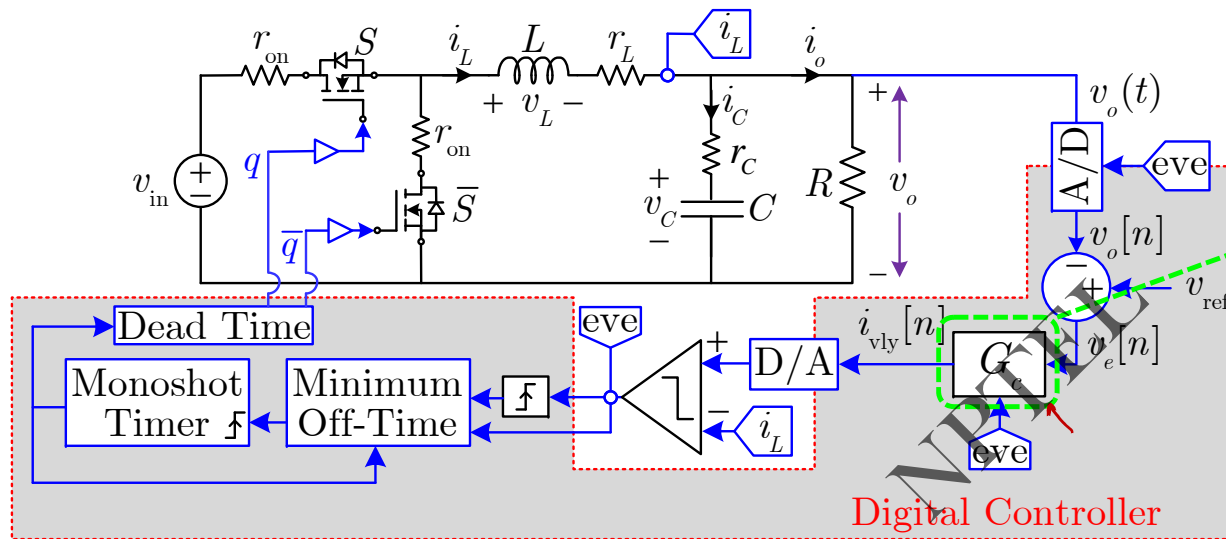 r_on
S
i_L
L
r_L
i_L
i_o
+ v_L −
i_C
+
v_o(t)
q
r_on
r_C
A/D
eve
v_in
+
−
S̅
+
v_C
−
C
R
v_o
q̅
v_o[n]
−
−
+
v_ref
Dead Time
eve
i_vly[n]
v_e[n]
+
D/A
G_c
Monoshot
Timer
Minimum
Off-Time
−
i_L
eve
NPTEL
Digital Controller